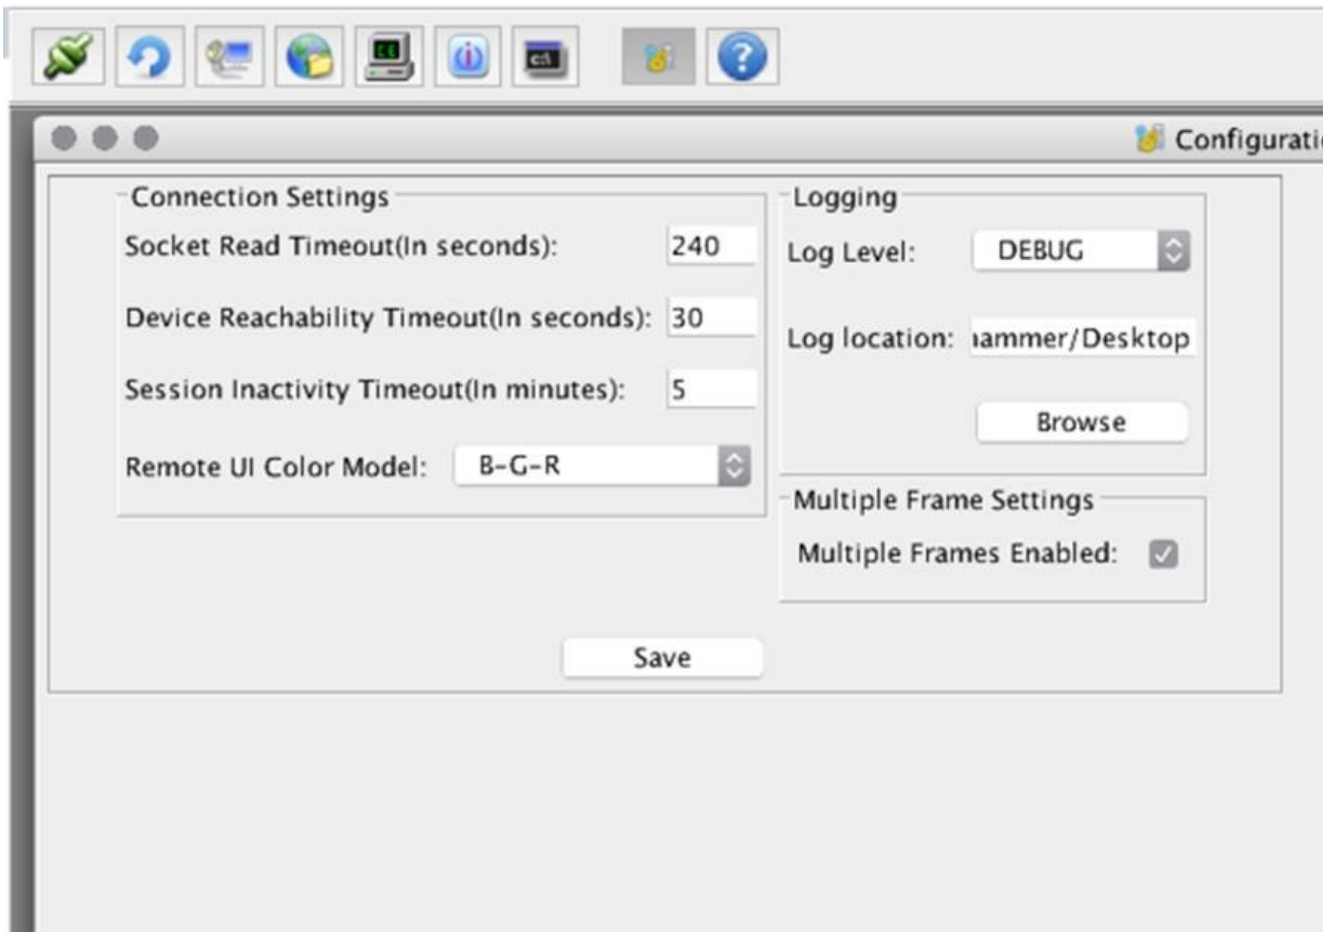 Configurati
Connection Settings
Socket Read Timeout(In seconds): 240
Device Reachability Timeout(In seconds): 30
Session Inactivity Timeout(In minutes): 5
Remote UI Color Model: B-G-R
Logging
Log Level: DEBUG
Log location: ammer/Desktop
Browse
Multiple Frame Settings
Multiple Frames Enabled:
Save